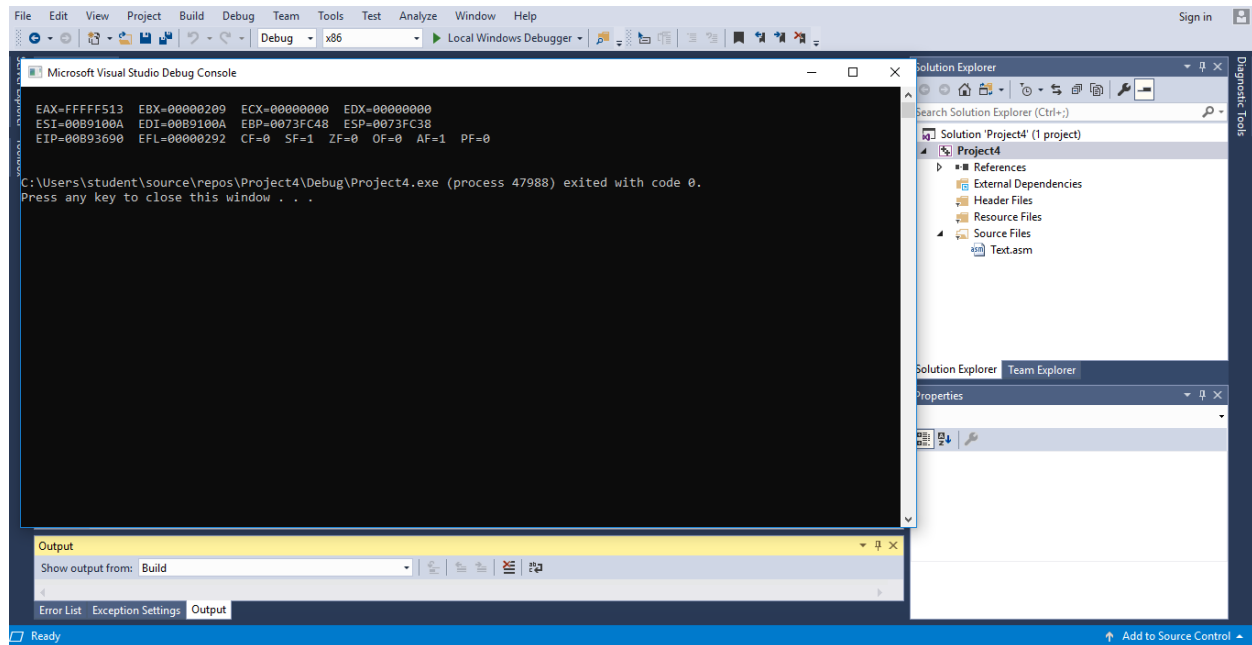 File Edit View Project Build Debug Team Tools Test Analyze Window Help Sign in
Debug x86 Local Windows Debugger
Microsoft Visual Studio Debug Console
EAX=FFFFF513 EBX=00000209 ECX=00000000 EDX=00000000
ESI=00B9100A EDI=00B9100A EBP=0073FC48 ESP=0073FC38
EIP=00B93690 EFL=00000292 CF=0 SF=1 ZF=0 OF=0 AF=1 PF=0
C:\Users\student\source\repos\Project4\Debug\Project4.exe (process 47988) exited with code 0.
Press any key to close this window . . .
Solution Explorer
Search Solution Explorer (Ctrl+;)
Solution 'Project4' (1 project)
Project4
References
External Dependencies
Header Files
Resource Files
Source Files
asm Text.asm
Solution Explorer Team Explorer
Properties
Diagnostic Tools
Output
Show output from: Build
Error List Exception Settings Output
Ready Add to Source Control